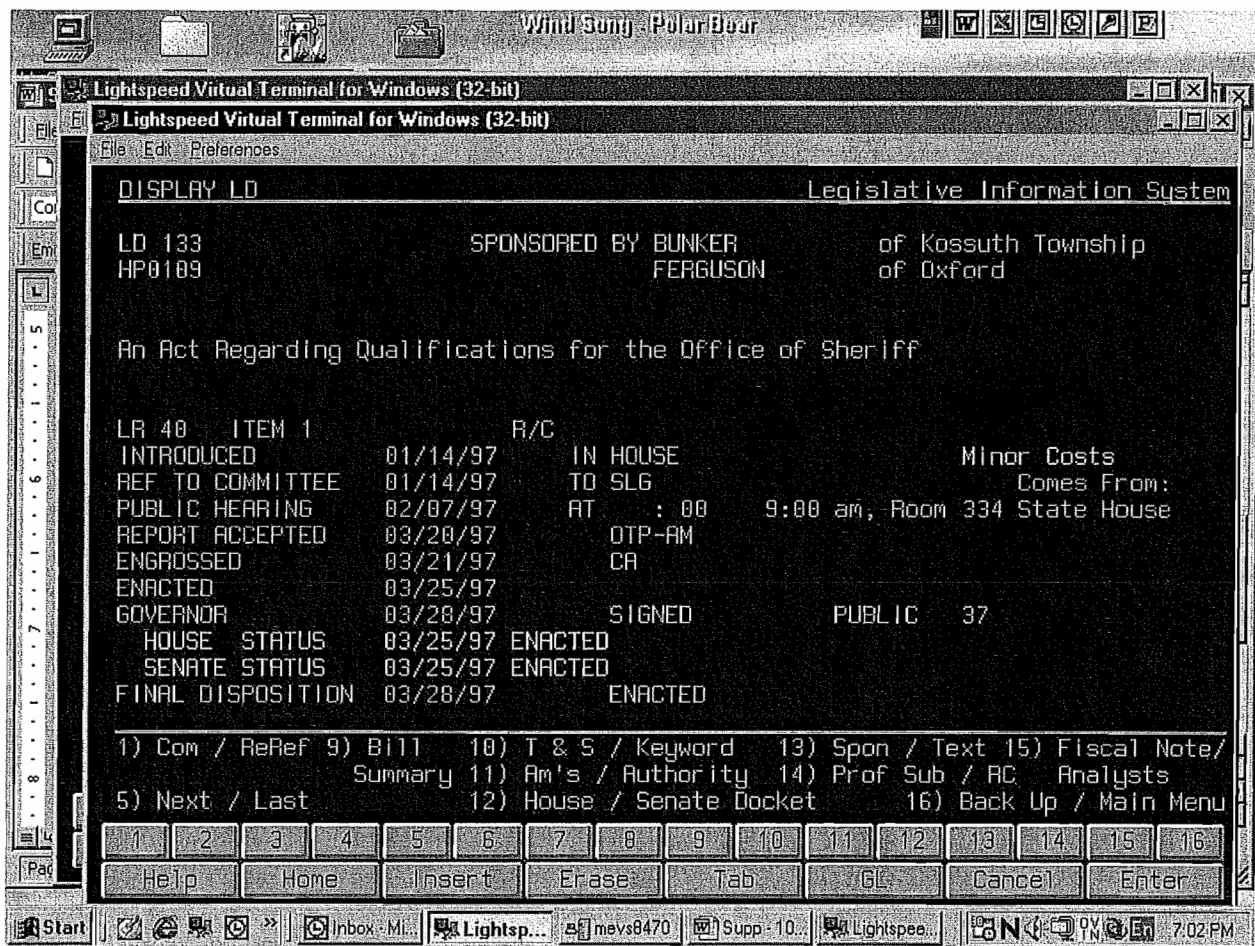 Wind Song - Polar Bear
Lightspeed Virtual Terminal for Windows (32-bit)
Lightspeed Virtual Terminal for Windows (32-bit)
File Edit Preferences
DISPLAY LD Legislative Information System
LD 133 SPONSORED BY BUNKER of Kossuth Township
HP0109 FERGUSON of Oxford
An Act Regarding Qualifications for the Office of Sheriff
LR 40 ITEM 1 R/C
INTRODUCED 01/14/97 IN HOUSE Minor Costs
REF TO COMMITTEE 01/14/97 TO SLG Comes From:
PUBLIC HEARING 02/07/97 AT : 00 9:00 am, Room 334 State House
REPORT ACCEPTED 03/20/97 OTP-AM
ENGROSSED 03/21/97 CA
ENACTED 03/25/97
GOVERNOR 03/28/97 SIGNED PUBLIC 37
HOUSE STATUS 03/25/97 ENACTED
SENATE STATUS 03/25/97 ENACTED
FINAL DISPOSITION 03/28/97 ENACTED
1) Com / ReRef 9) Bill 10) T & S / Keyword 13) Spon / Text 15) Fiscal Note/
Summary 11) Am's / Authority 14) Prof Sub / RC Analysts
5) Next / Last 12) House / Senate Docket 16) Back Up / Main Menu
1 2 3 4 5 6 7 8 9 10 11 12 13 14 15 16
Help Home Insert Erase Tab GL Cancel Enter
Start Inbox - Mi... Lightsp... mevs8470 Supp - 10... Lightspee... 7:02 PM